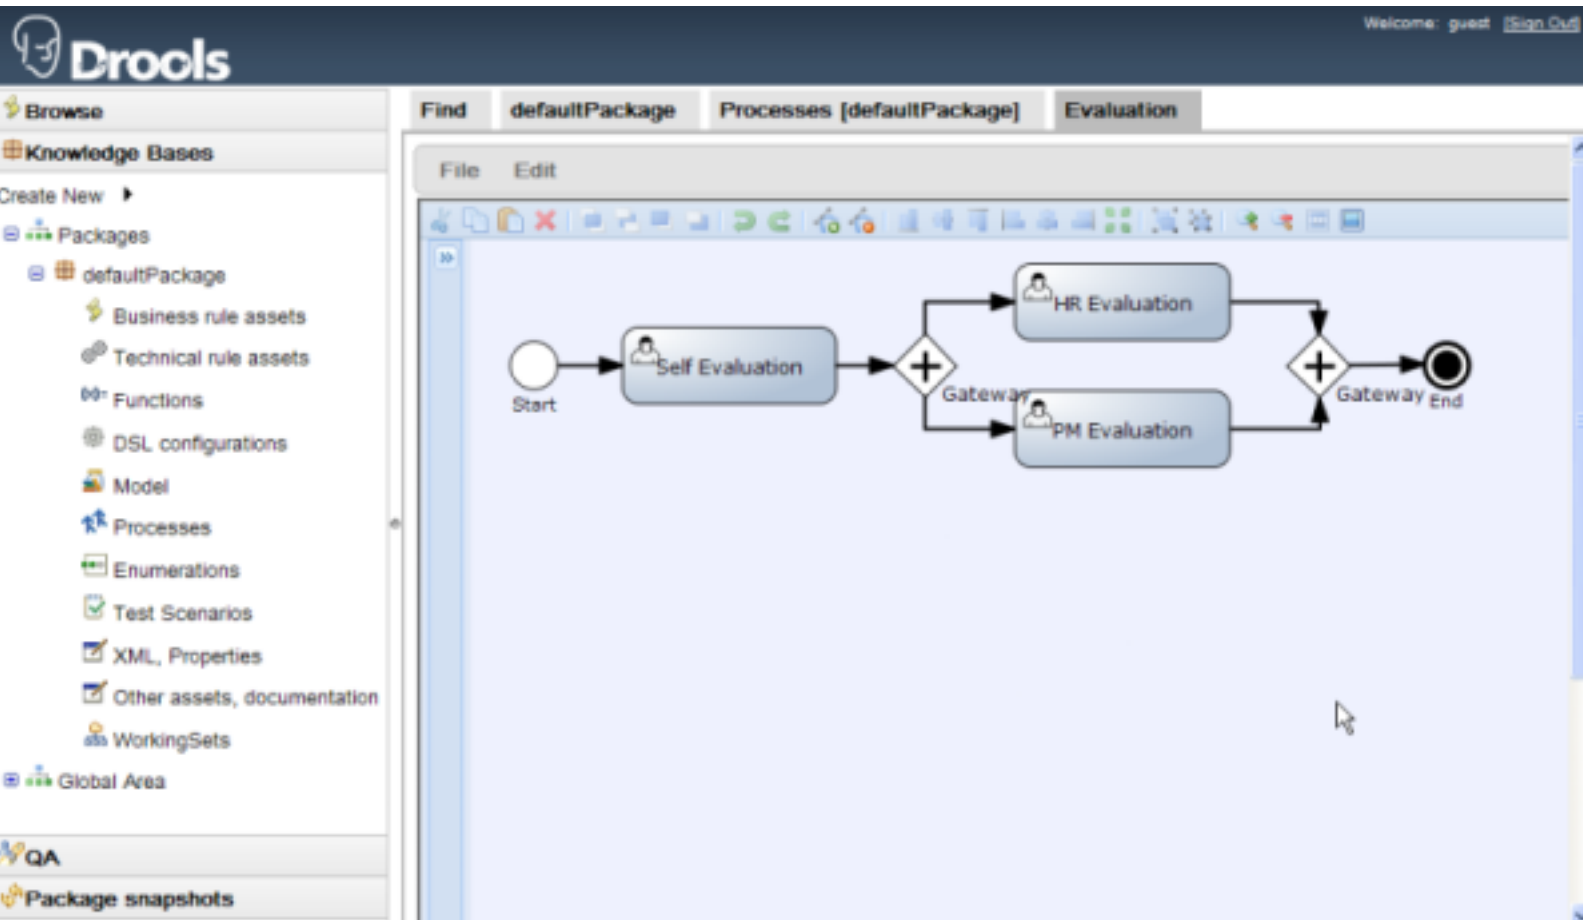 Welcome: guest [Sign Out]
Drools
Browse
Knowledge Bases
Create New
Packages
defaultPackage
Business rule assets
Technical rule assets
Functions
DSL configurations
Model
Processes
Enumerations
Test Scenarios
XML, Properties
Other assets, documentation
WorkingSets
Global Area
QA
Package snapshots
Find defaultPackage Processes [defaultPackage] Evaluation
File Edit
Start
Self Evaluation
Gateway
HR Evaluation
PM Evaluation
Gateway
End